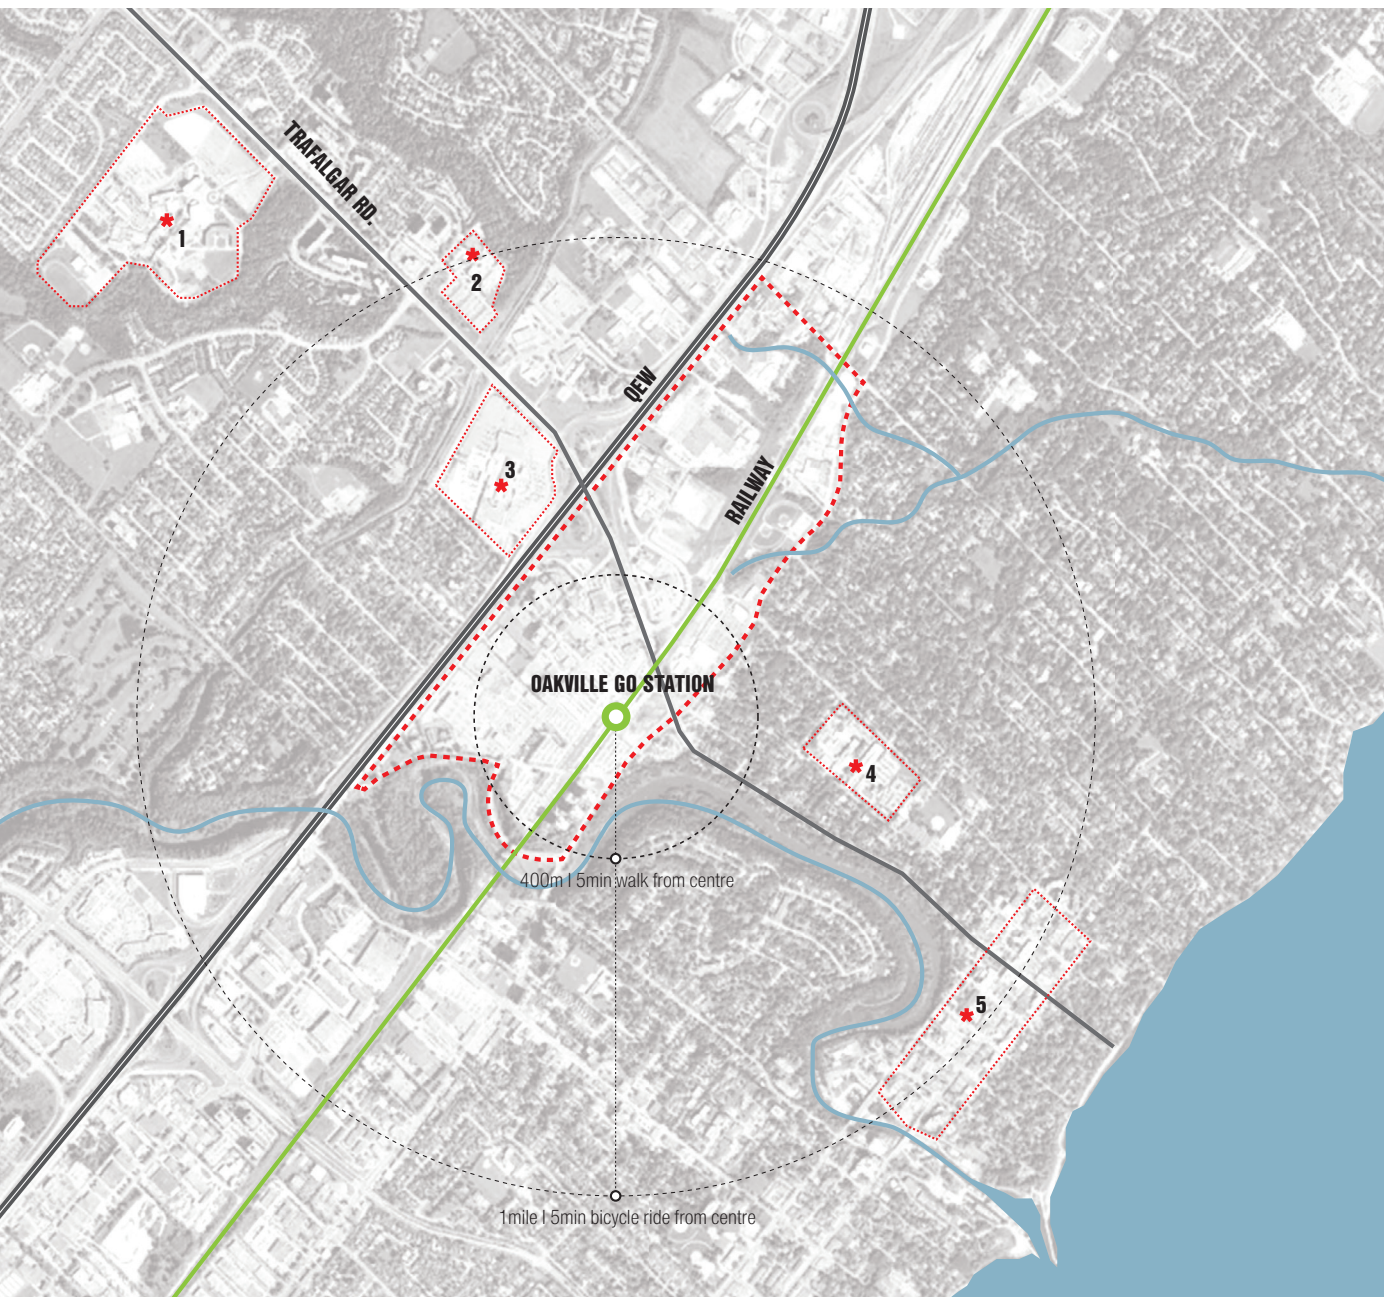 TRAFALGAR RD.
1
2
QEW
3
RAILWAY
OAKVILLE GO STATION
4
400m | 5min walk from centre
5
1mile | 5min bicycle ride from centre